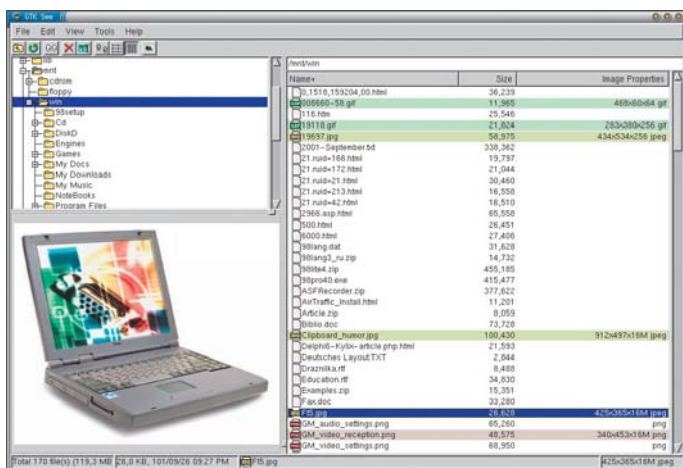 GTK See
File Edit View Tools Help
lib
mnt
cdrom
floppy
win
98setup
Cd
DiskD
Engines
Games
My Docs
My Downloads
My Music
NoteBooks
Program Files
/mnt/win
Name Size Image Properties
0,1518,159204,00.html 36,239
008660-58.gif 11,965 468x60x64 gif
116.htm 25,546
19118.gif 21,824 283x380x256 gif
19697.jpg 58,975 434x534x256 jpeg
2001-September.txt 338,362
21.ruid=166.html 19,797
21.ruid=172.html 21,044
21.ruid=21.html 30,460
21.ruid=213.html 16,558
21.ruid=42.html 16,510
2966.asp.html 65,558
500.html 26,451
6000.html 27,406
98lang.dat 31,628
98lang3_ru.zip 14,732
98lite4.zip 455,185
98pro40.exe 415,477
ASFRecorder.zip 377,622
AirTraffic_Install.html 11,201
Article.zip 8,059
Biblio.doc 73,728
Clipboard_humor.jpg 100,430 912x497x16M jpeg
Delphi6-Kylix-article.php.html 21,593
Deutsches Layout.TXT 2,844
Draznilka.rtf 8,488
Education.rtf 34,830
Examples.zip 15,351
Fax.doc 33,280
Ft5.jpg 28,628 425x365x16M jpeg
GM_audio_settings.png 65,260 png
GM_video_reception.png 48,575 340x453x16M png
GM_video_settings.png 68,950 png
Total 170 file(s) (119,3 MB) 28,0 KB, 101/09/26 09:27 PM Ft5.jpg 425x365x16M jpeg